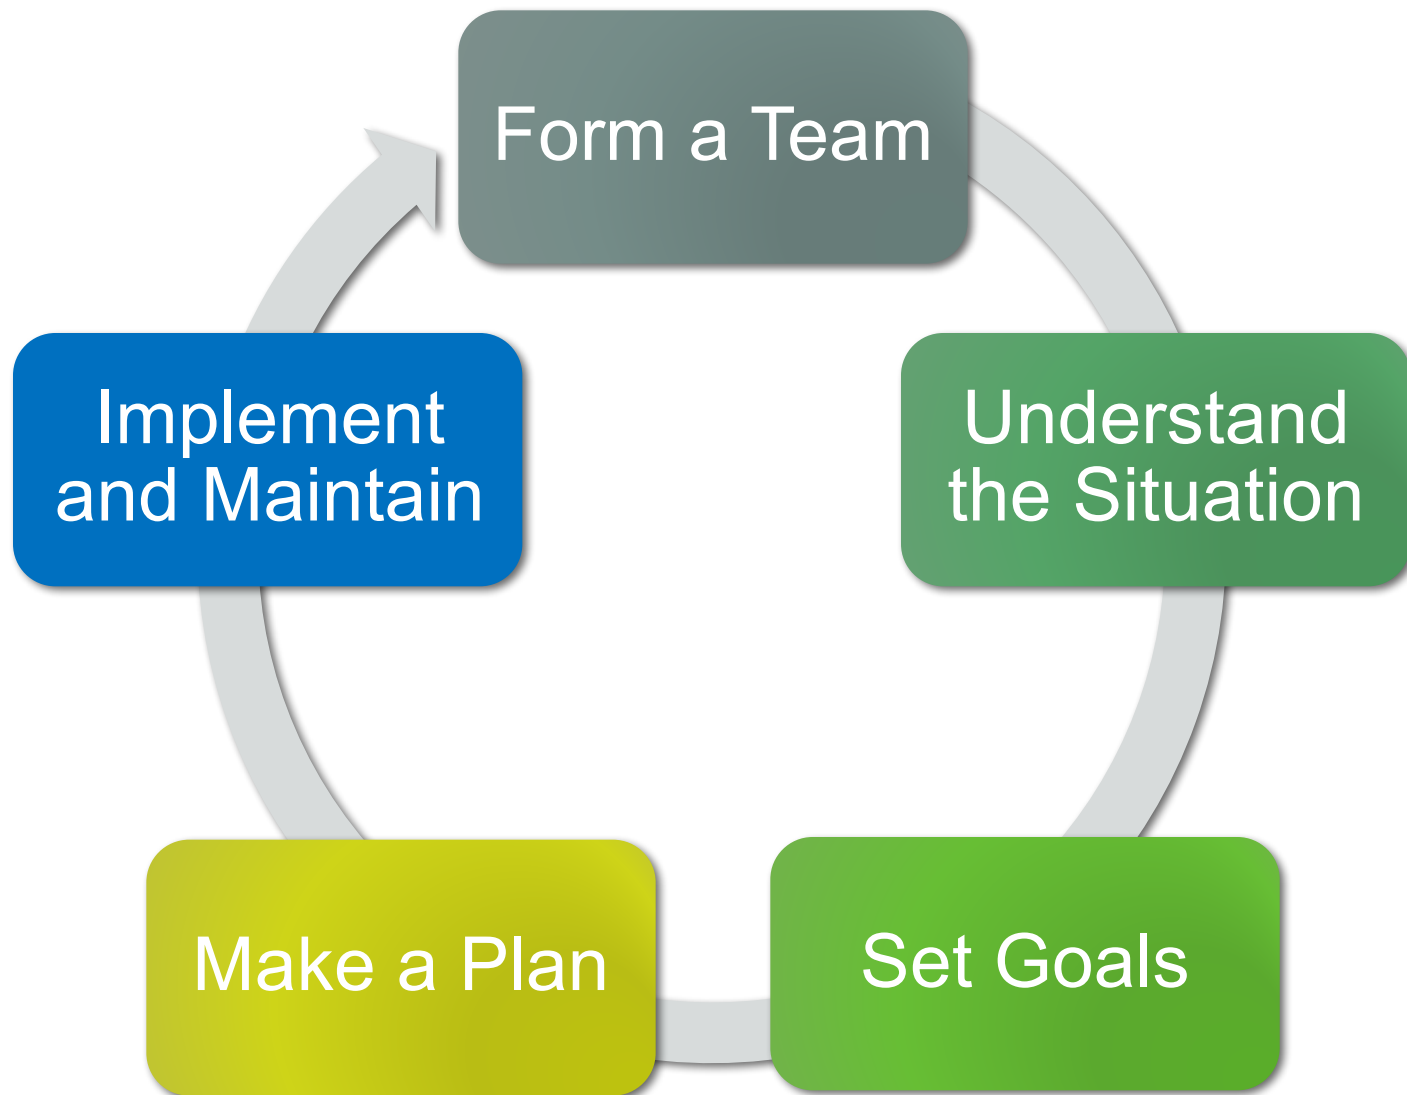 Form a Team
Understand
the Situation
Set Goals
Make a Plan
Implement
and Maintain